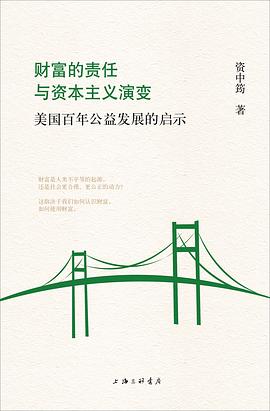 财富的责任
与资本主义演变
美国百年公益发展的启示
资中筠 著
财富是人类不平等的起源，
还是社会更合理、更公正的动力？
这取决于我们如何认识财富，
如何使用财富。
上海三联书店